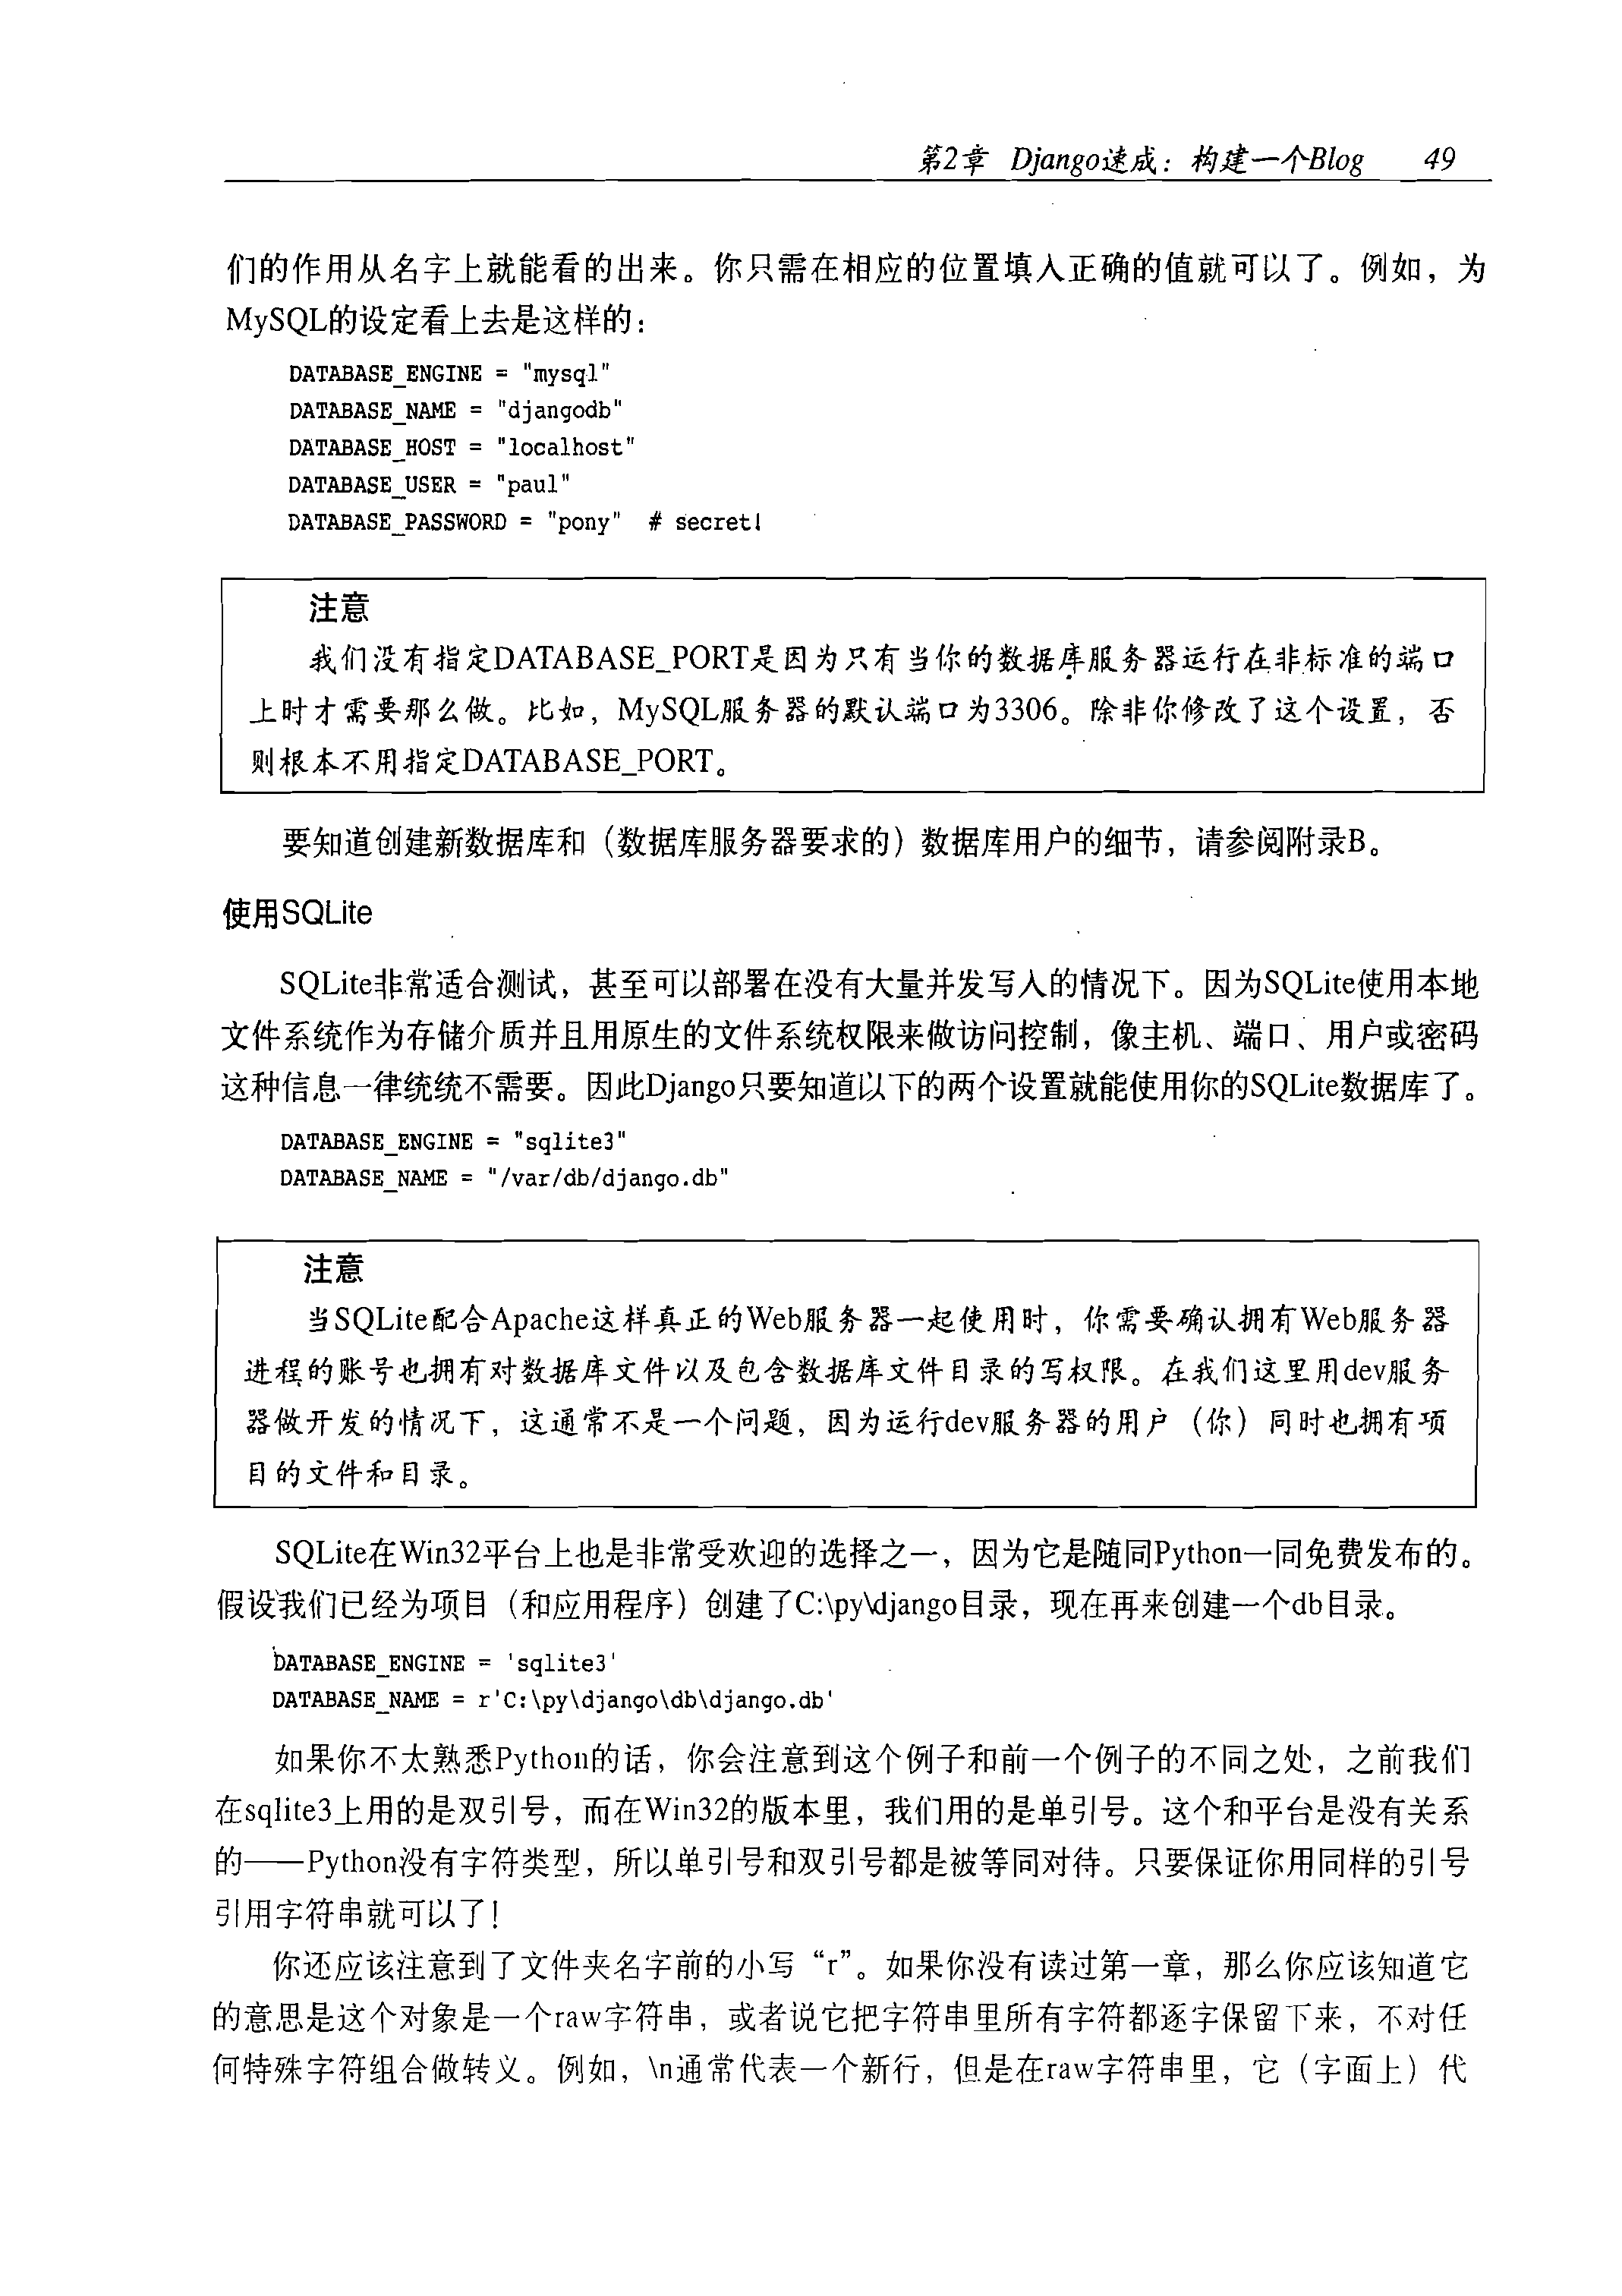 第2章 Django速成：构建一个Blog 49
们的作用从名字上就能看的出来。你只需在相应的位置填入正确的值就可以了。例如，为
MySQL的设定看上去是这样的：
DATABASE_ENGINE = "mysql"
DATABASE_NAME = "djangodb"
DATABASE_HOST = "localhost"
DATABASE_USER = "paul"
DATABASE_PASSWORD = "pony" # secret!
注意
我们没有指定DATABASE_PORT是因为只有当你的数据库服务器运行在非标准的端口
上时才需要那么做。比如，MySQL服务器的默认端口为3306。除非你修改了这个设置，否
则根本不用指定DATABASE_PORT。
要知道创建新数据库和（数据库服务器要求的）数据库用户的细节，请参阅附录B。
使用SQLite
SQLite非常适合测试，甚至可以部署在没有大量并发写入的情况下。因为SQLite使用本地
文件系统作为存储介质并且用原生的文件系统权限来做访问控制，像主机、端口、用户或密码
这种信息一律统统不需要。因此Django只要知道以下的两个设置就能使用你的SQLite数据库了。
DATABASE_ENGINE = "sqlite3"
DATABASE_NAME = "/var/db/django.db"
注意
当SQLite配合Apache这样真正的Web服务器一起使用时，你需要确认拥有Web服务器
进程的账号也拥有对数据库文件以及包含数据库文件目录的写权限。在我们这里用dev服务
器做开发的情况下，这通常不是一个问题，因为运行dev服务器的用户（你）同时也拥有项
目的文件和目录。
SQLite在Win32平台上也是非常受欢迎的选择之一，因为它是随同Python一同免费发布的。
假设我们已经为项目（和应用程序）创建了C:\py\django目录，现在再来创建一个db目录。
DATABASE_ENGINE = 'sqlite3'
DATABASE_NAME = r'C:\py\django\db\django.db'
如果你不太熟悉Python的话，你会注意到这个例子和前一个例子的不同之处，之前我们
在sqlite3上用的是双引号，而在Win32的版本里，我们用的是单引号。这个和平台是没有关系
的——Python没有字符类型，所以单引号和双引号都是被等同对待。只要保证你用同样的引号
引用字符串就可以了！
你还应该注意到了文件夹名字前的小写“r”。如果你没有读过第一章，那么你应该知道它
的意思是这个对象是一个raw字符串，或者说它把字符串里所有字符都逐字保留下来，不对任
何特殊字符组合做转义。例如，\n通常代表一个新行，但是在raw字符串里，它（字面上）代